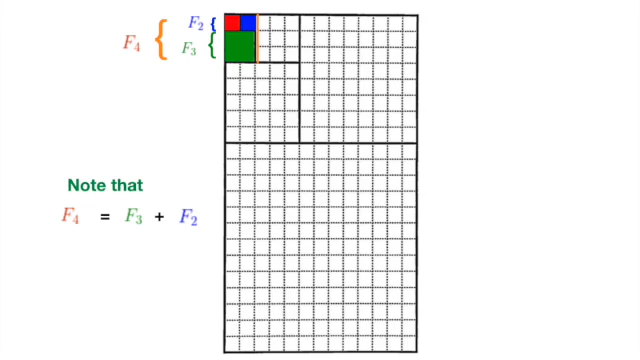 F₂ {
F₄ { F₃ {
Note that
F₄ = F₃ + F₂